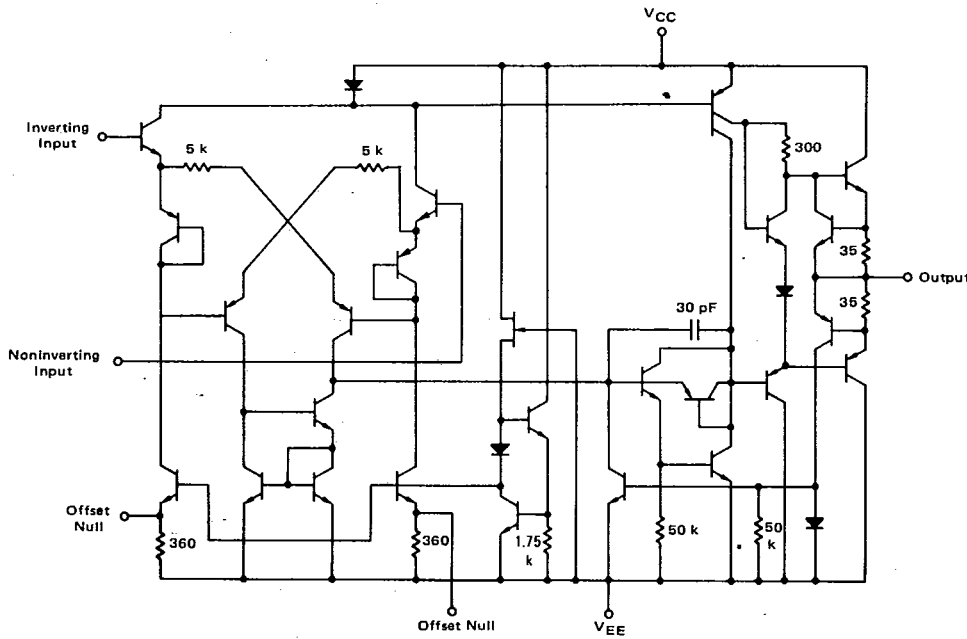 VCC
Inverting
Input
5 k
5 k
300
35
Output
35
30 pF
Noninverting
Input
Offset
Null
360
360
1.75
k
50 k
50
k
Offset Null
VEE